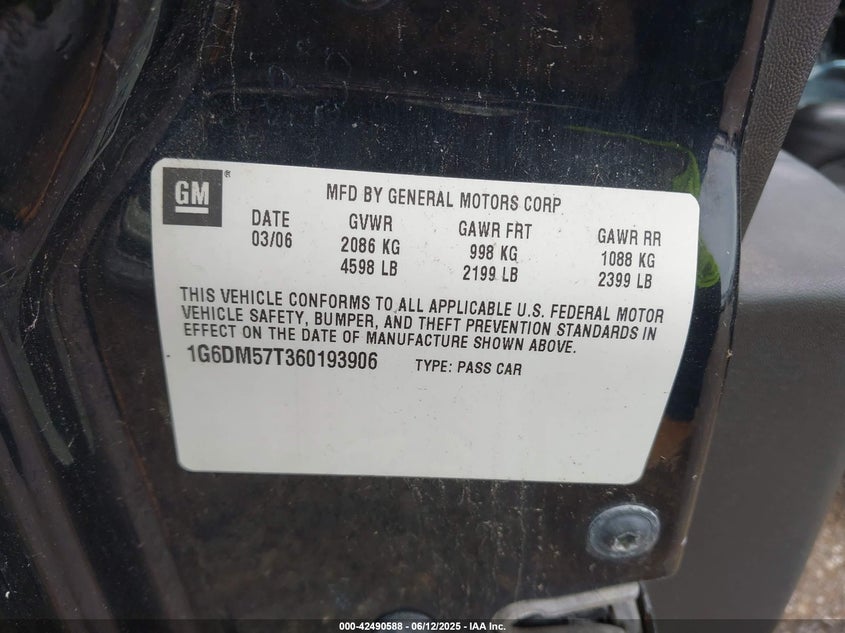 GM®
MFD BY GENERAL MOTORS CORP
DATE GVWR GAWR FRT GAWR RR
03/06 2086 KG 998 KG 1088 KG
4598 LB 2199 LB 2399 LB
THIS VEHICLE CONFORMS TO ALL APPLICABLE U.S. FEDERAL MOTOR
VEHICLE SAFETY, BUMPER, AND THEFT PREVENTION STANDARDS IN
EFFECT ON THE DATE OF MANUFACTURE SHOWN ABOVE.
1G6DM57T360193906 TYPE: PASS CAR
000-42490588 - 06/12/2025 - IAA Inc.